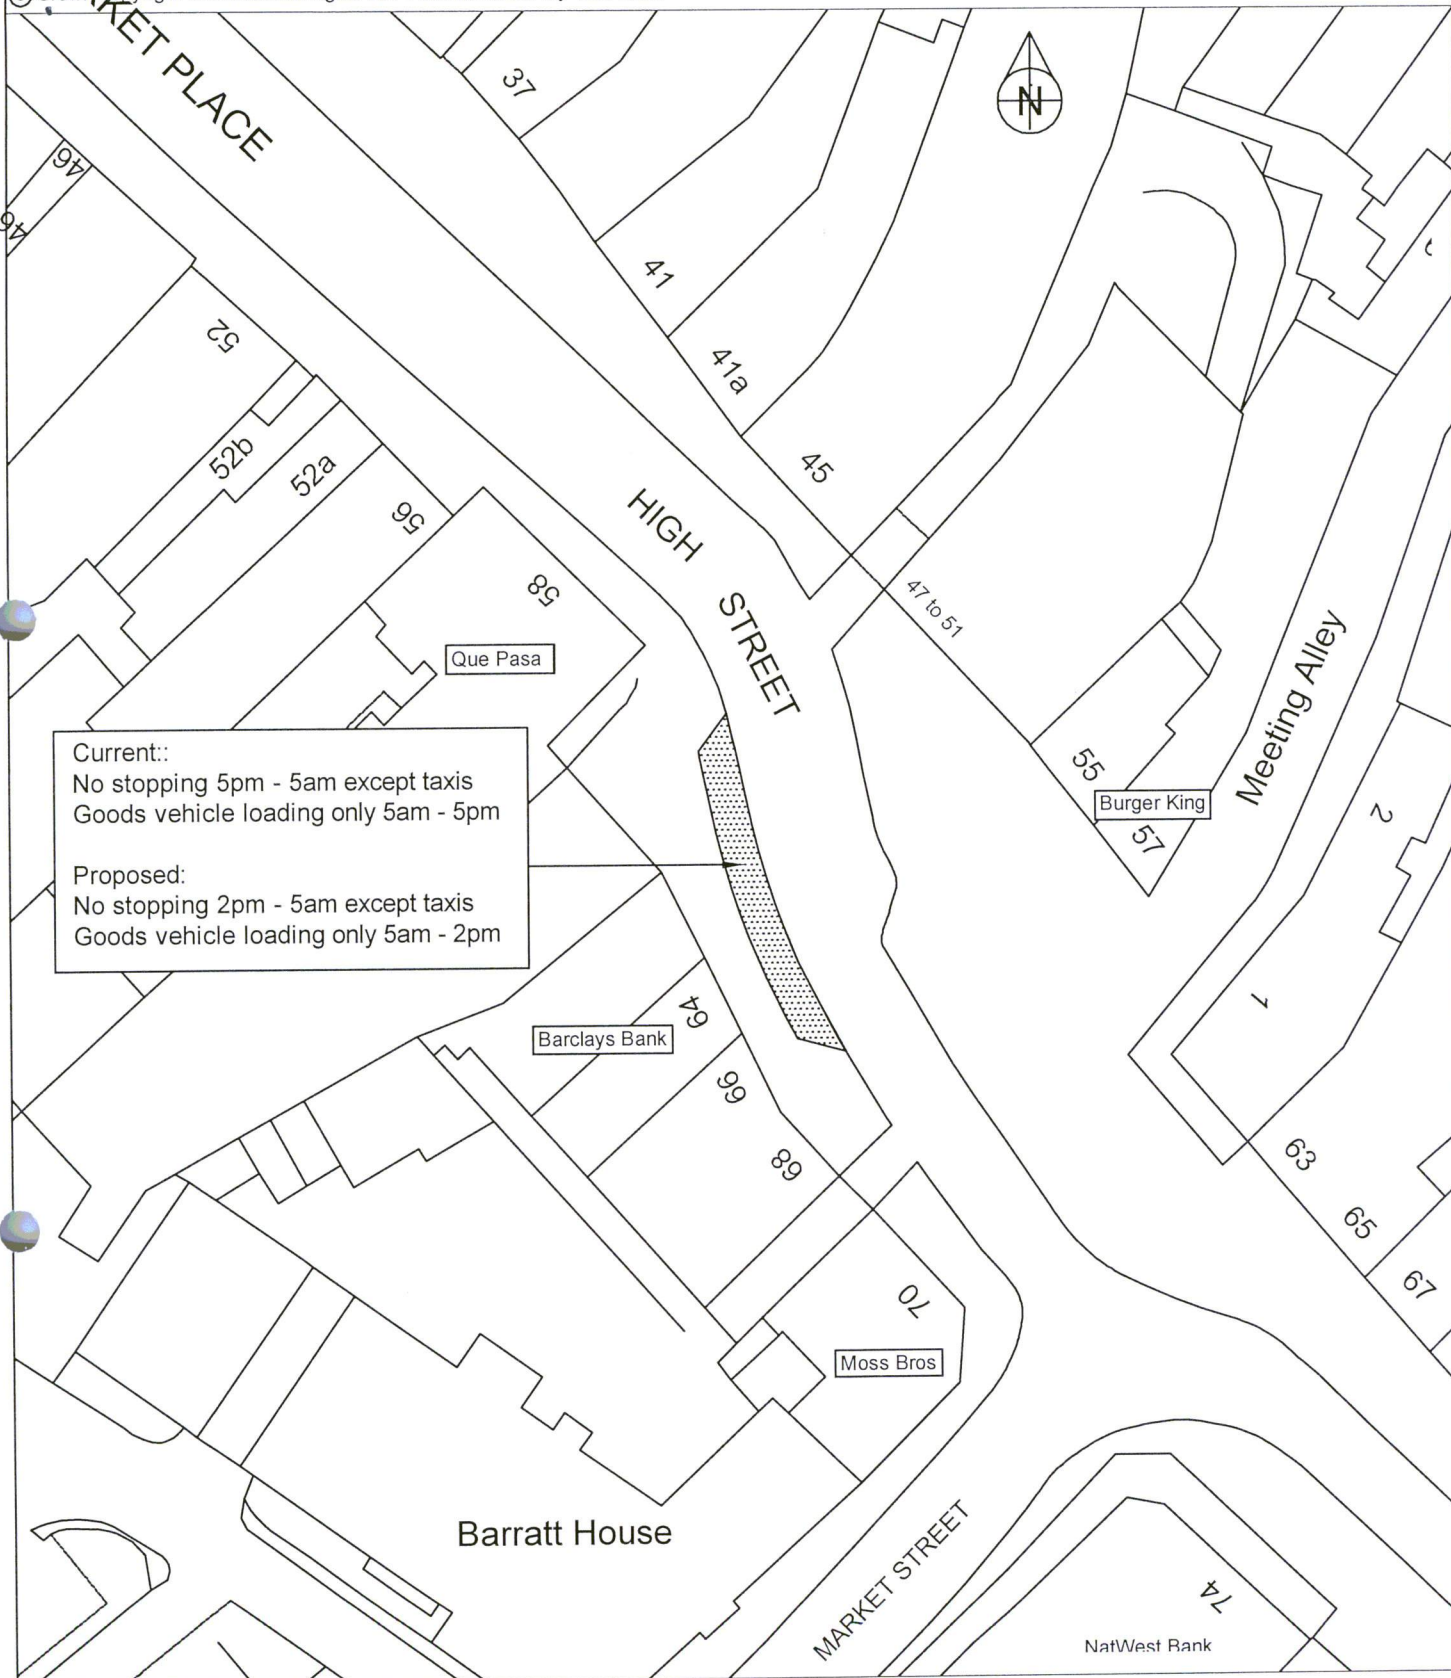 MARKET PLACE
37
N
46
46
41
52
41a
52b
52a
45
56
HIGH
STREET
58
47 to 51
Que Pasa
Meeting Alley
Current::
No stopping 5pm - 5am except taxis
Goods vehicle loading only 5am - 5pm
Proposed:
No stopping 2pm - 5am except taxis
Goods vehicle loading only 5am - 2pm
55
Burger King
57
2
1
64
Barclays Bank
66
68
63
65
67
70
Moss Bros
Barratt House
MARKET STREET
74
NatWest Bank